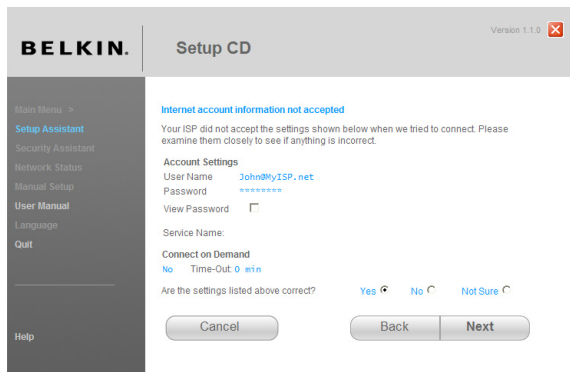 BELKIN.
Setup CD
Version 1.1.0
Main Menu >
Setup Assistant
Security Assistant
Network Status
Manual Setup
User Manual
Language
Quit
Help
Internet account information not accepted
Your ISP did not accept the settings shown below when we tried to connect. Please
examine them closely to see if anything is incorrect.
Account Settings
User Name John@MyISP.net
Password ********
View Password
Service Name:
Connect on Demand
No Time-Out: 0 min
Are the settings listed above correct? Yes No Not Sure
Cancel Back Next